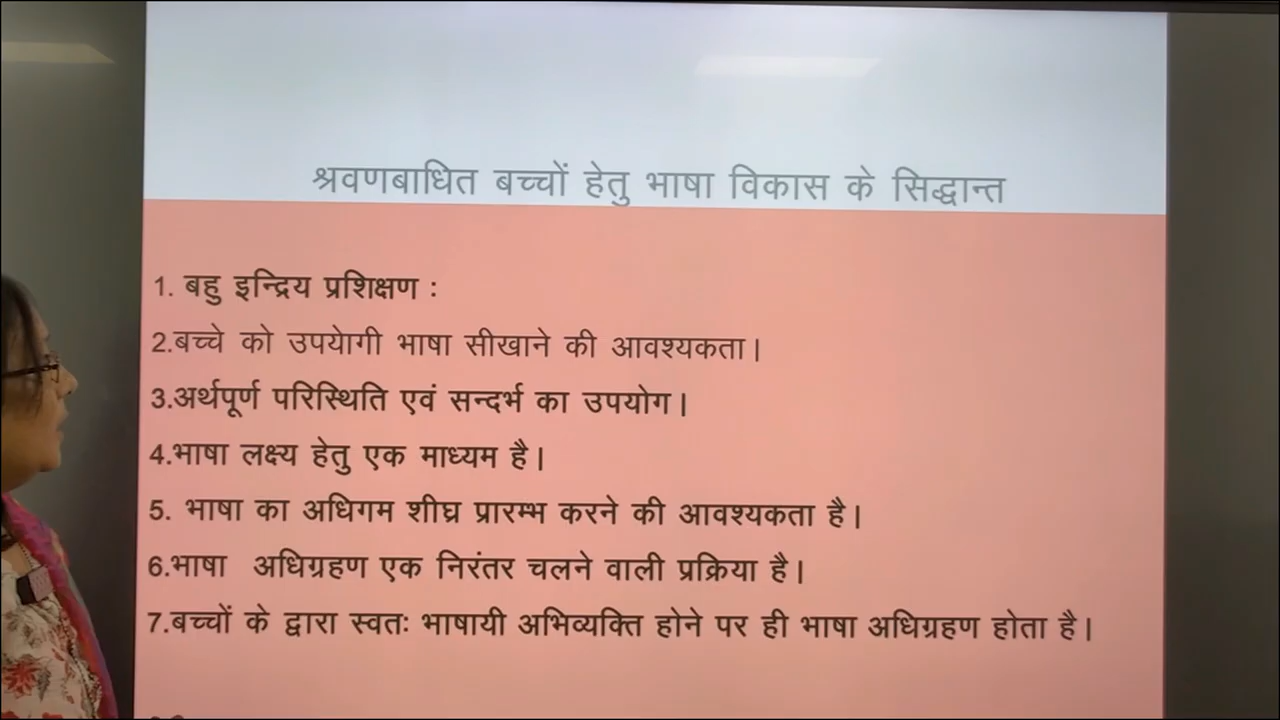 श्रवणबाधित बच्चों हेतु भाषा विकास के सिद्धान्त
1. बहु इन्द्रिय प्रशिक्षण :
2.बच्चे को उपयेागी भाषा सीखाने की आवश्यकता।
3.अर्थपूर्ण परिस्थिति एवं सन्दर्भ का उपयोग।
4.भाषा लक्ष्य हेतु एक माध्यम है।
5. भाषा का अधिगम शीघ्र प्रारम्भ करने की आवश्यकता है।
6.भाषा अधिग्रहण एक निरंतर चलने वाली प्रक्रिया है।
7.बच्चों के द्वारा स्वतः भाषायी अभिव्यक्ति होने पर ही भाषा अधिग्रहण होता है।